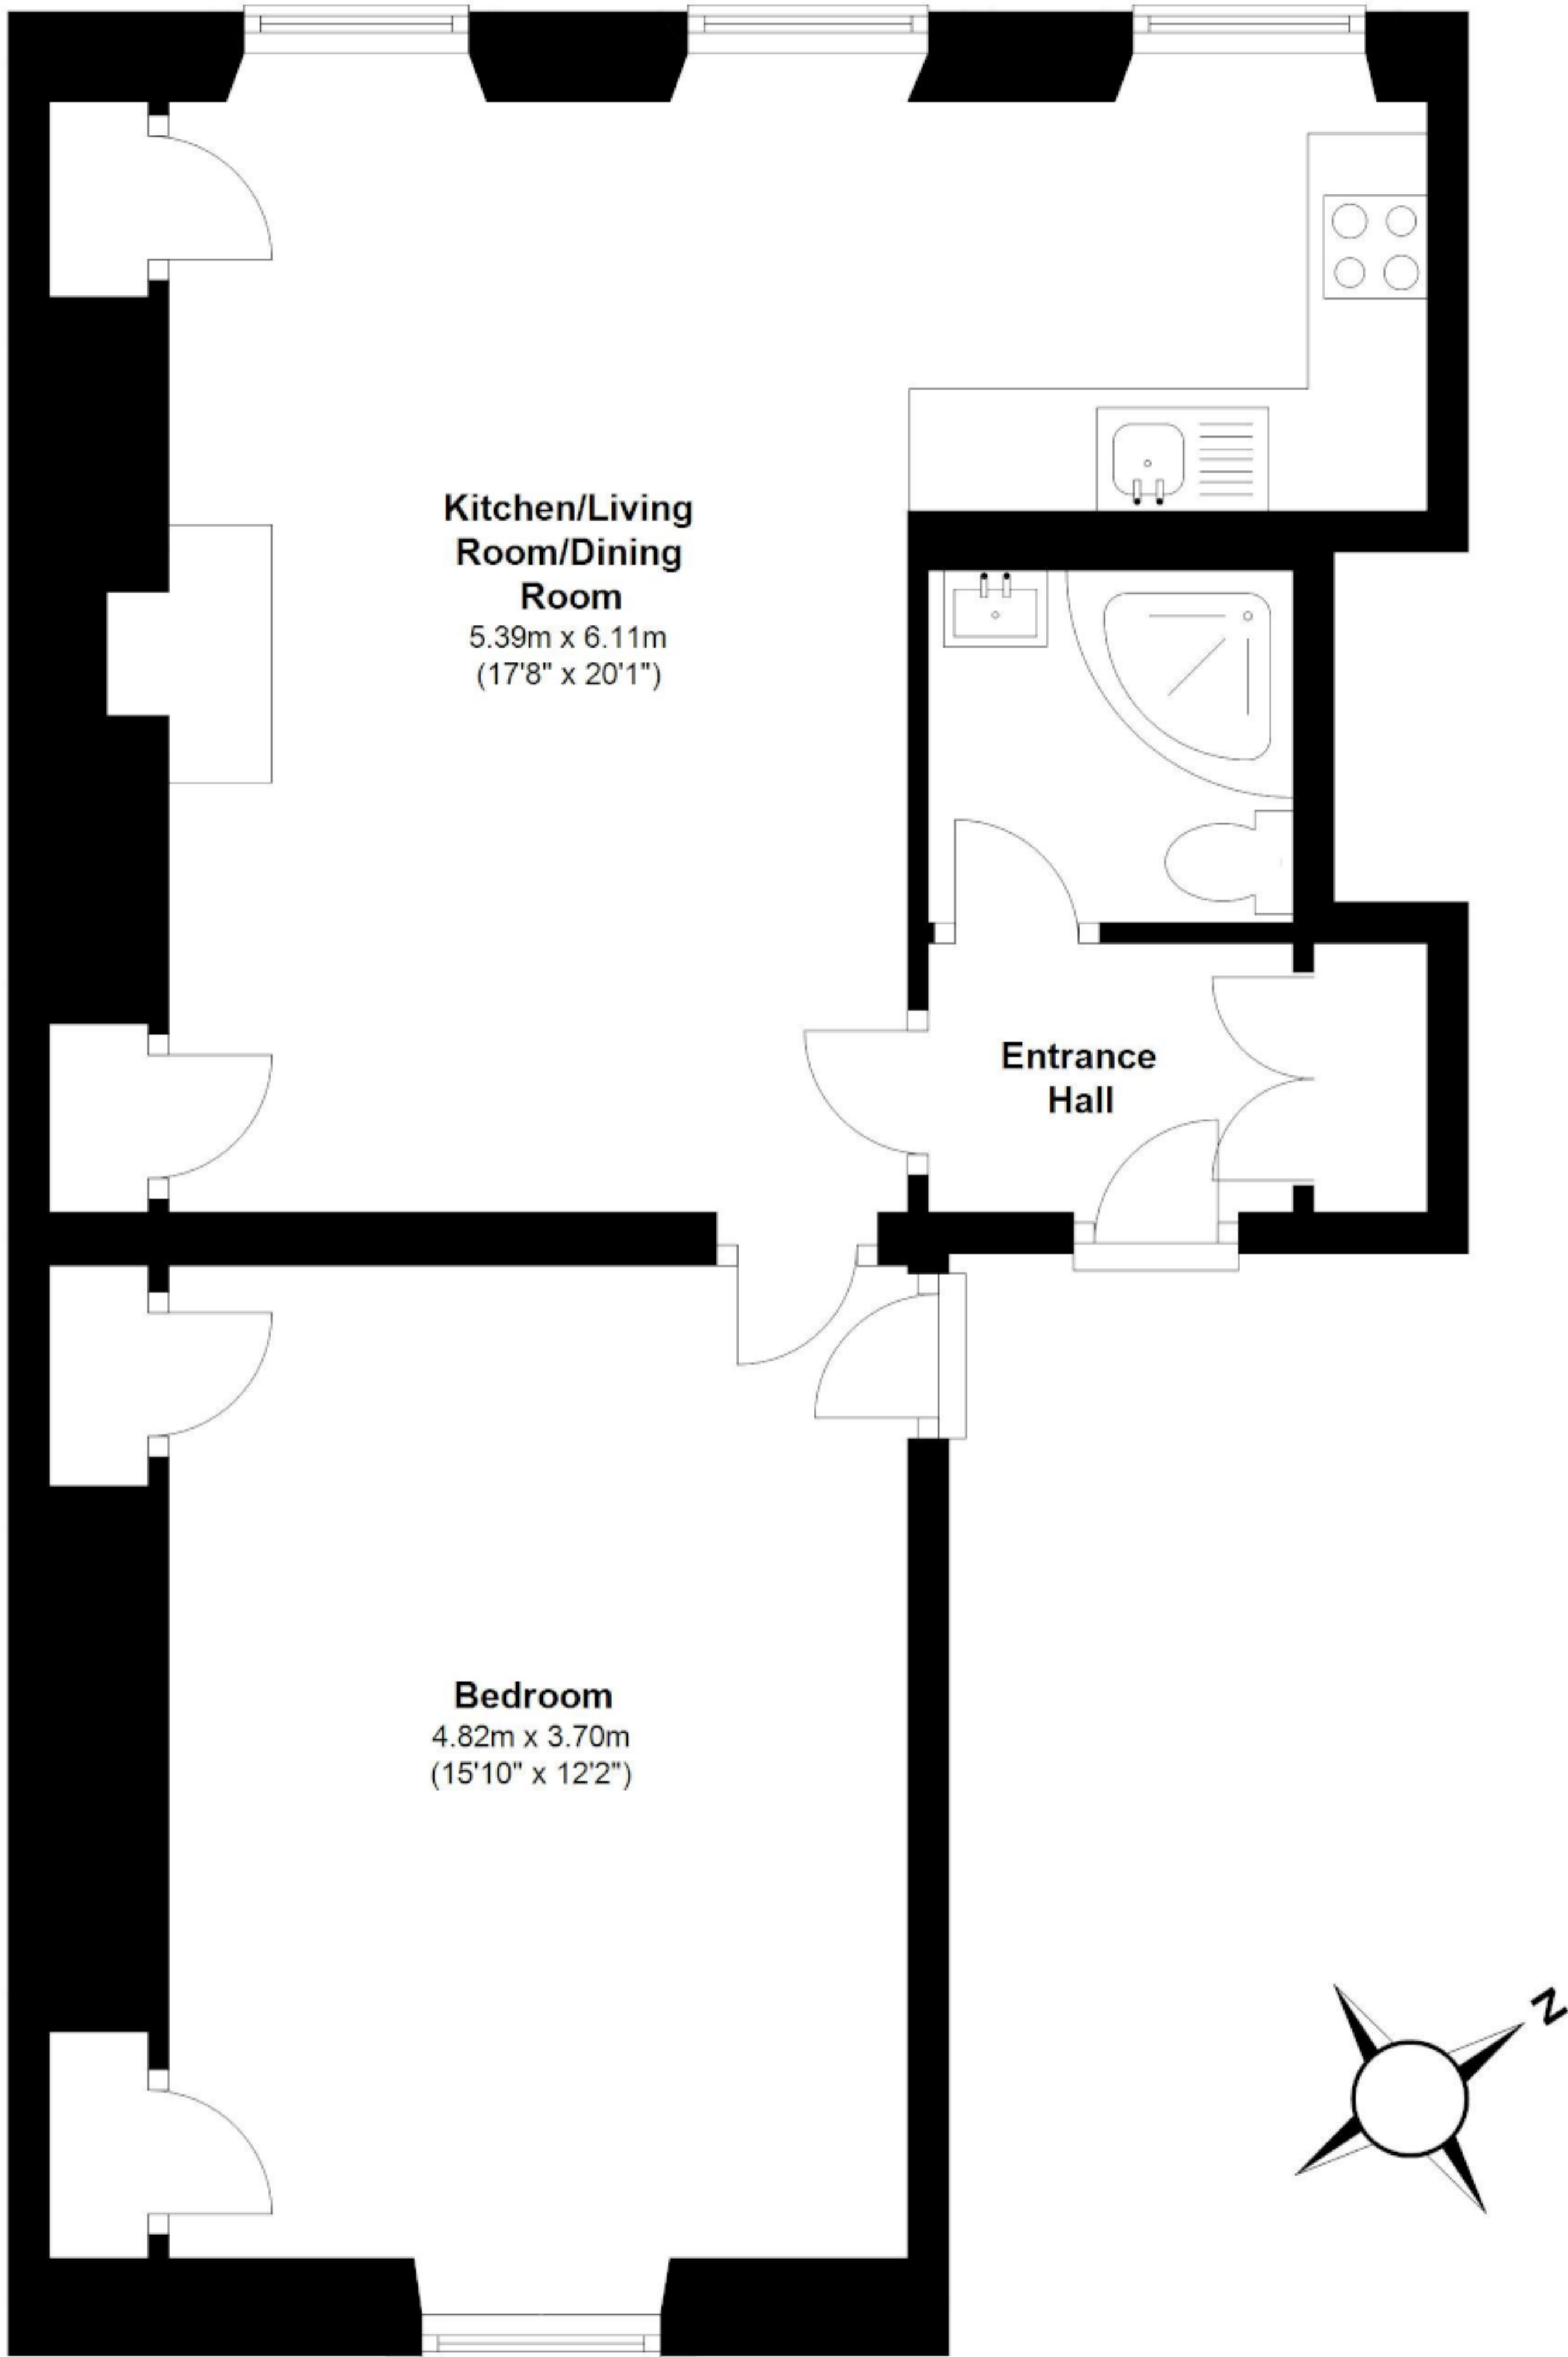 Kitchen/Living
Room/Dining
Room
5.39m x 6.11m
(17'8" x 20'1")
Entrance
Hall
Bedroom
4.82m x 3.70m
(15'10" x 12'2")
N